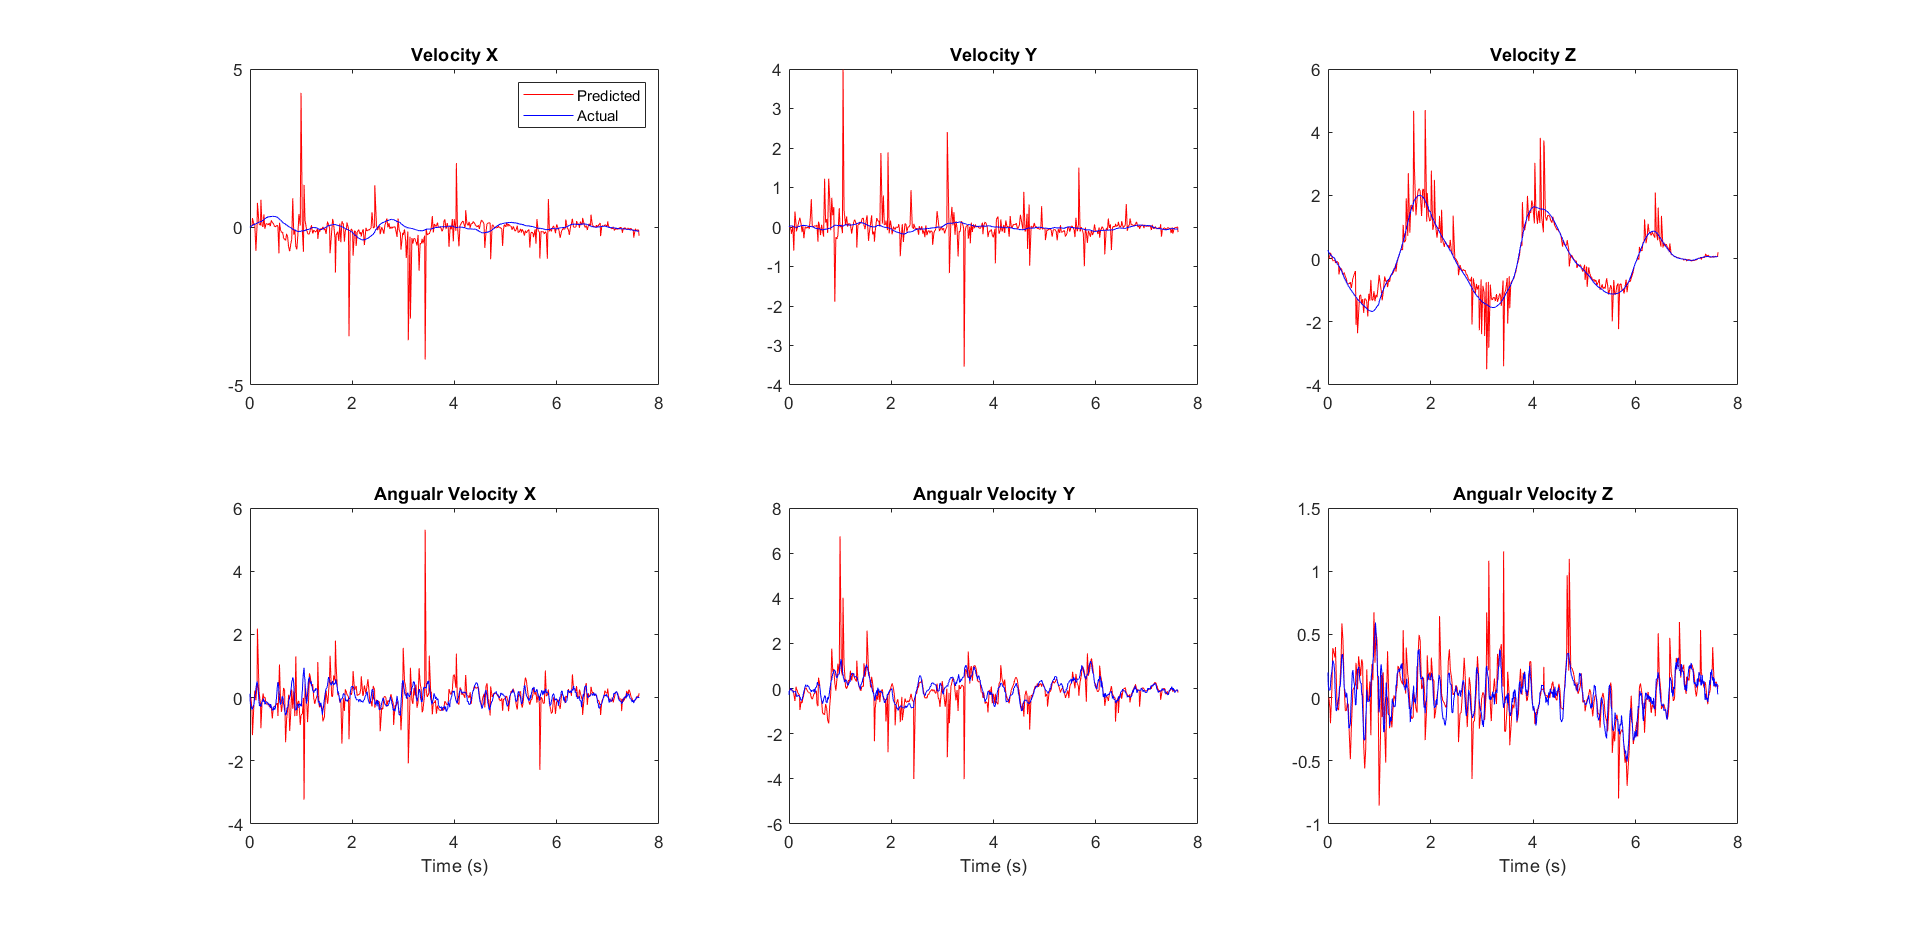 Velocity X
5
0
-5
0 2 4 6 8
Predicted
Actual
Velocity Y
4
3
2
1
0
-1
-2
-3
-4
0 2 4 6 8
Velocity Z
6
4
2
0
-2
-4
0 2 4 6 8
Angualr Velocity X
6
4
2
0
-2
-4
0 2 4 6 8
Time (s)
Angualr Velocity Y
8
6
4
2
0
-2
-4
-6
0 2 4 6 8
Time (s)
Angualr Velocity Z
1.5
1
0.5
0
-0.5
-1
0 2 4 6 8
Time (s)